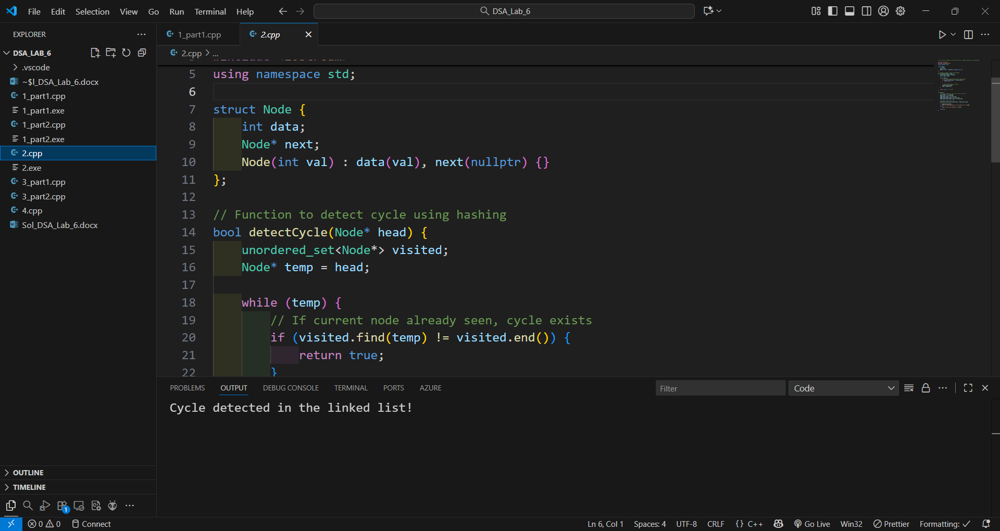 File Edit Selection View Go Run Terminal Help
DSA_Lab_6
EXPLORER
DSA_LAB_6
.vscode
~$l_DSA_Lab_6.docx
1_part1.cpp
1_part1.exe
1_part2.cpp
1_part2.exe
2.cpp
2.exe
3_part1.cpp
3_part2.cpp
4.cpp
Sol_DSA_Lab_6.docx
OUTLINE
TIMELINE
1_part1.cpp
2.cpp
2.cpp > ...
5 using namespace std;
6
7 struct Node {
8 int data;
9 Node* next;
10 Node(int val) : data(val), next(nullptr) {}
11 };
12
13 // Function to detect cycle using hashing
14 bool detectCycle(Node* head) {
15 unordered_set<Node*> visited;
16 Node* temp = head;
17
18 while (temp) {
19 // If current node already seen, cycle exists
20 if (visited.find(temp) != visited.end()) {
21 return true;
22 }
PROBLEMS OUTPUT DEBUG CONSOLE TERMINAL PORTS AZURE
Filter
Code
Cycle detected in the linked list!
1
0 0 Connect
Ln 6, Col 1 Spaces: 4 UTF-8 CRLF {} C++ Go Live Win32 Prettier Formatting: ✓